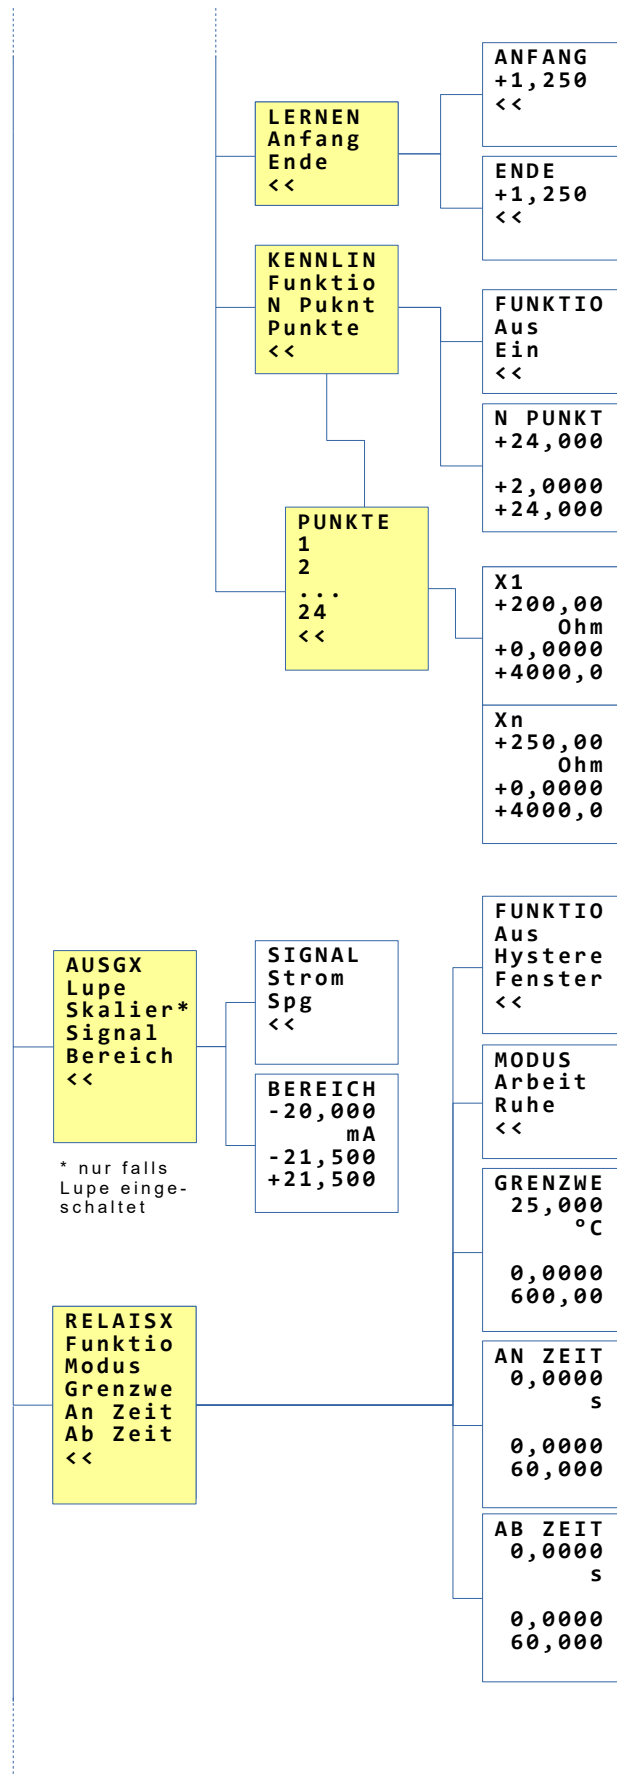 ANFANG
+1,250
<<
LERNEN
Anfang
Ende
<<
ENDE
+1,250
<<
KENNLIN
Funktio
N Puknt
Punkte
<<
FUNKTIO
Aus
Ein
<<
N PUNKT
+24,000
+2,0000
+24,000
PUNKTE
1
2
...
24
<<
X1
+200,00
Ohm
+0,0000
+4000,0
Xn
+250,00
Ohm
+0,0000
+4000,0
AUSGX
Lupe
Skalier*
Signal
Bereich
<<
* nur falls
Lupe einge-
schaltet
SIGNAL
Strom
Spg
<<
BEREICH
-20,000
mA
-21,500
+21,500
FUNKTIO
Aus
Hystere
Fenster
<<
MODUS
Arbeit
Ruhe
<<
GRENZWE
25,000
°C
0,0000
600,00
RELAISX
Funktio
Modus
Grenzwe
An Zeit
Ab Zeit
<<
AN ZEIT
0,0000
s
0,0000
60,000
AB ZEIT
0,0000
s
0,0000
60,000